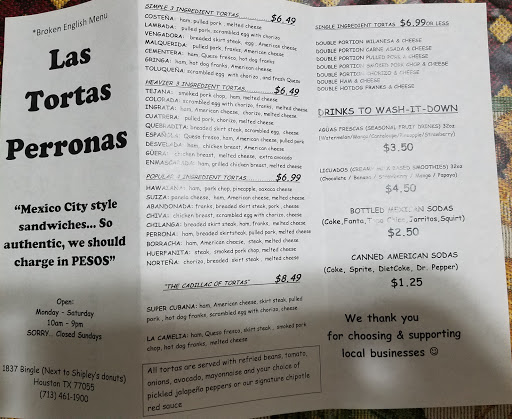 *Broken English Menu
Las
Tortas
Perronas
“Mexico City style
sandwiches... So
authentic, we should
charge in PESOS”
Open:
Monday - Saturday
10am - 9pm
SORRY... Closed Sundays
1837 Bingle (Next to Shipley's donuts)
Houston TX 77055
(713) 461-1900
SIMPLE 3 INGREDIENT TORTAS $6.49
COSTEÑA: ham, pulled pork, melted cheese
LAMBADA: pulled pork, scrambled egg with chorizo
VENGADORA: breaded skirt steak, egg, American cheese
MALQUERIDA: pulled pork, franks, American cheese
CEMENTERA: ham, Queso fresco, hot dog franks
GRINGA: ham, hot dog franks, American cheese
TOLUQUEÑA: scrambled egg with chorizo, and fresh Queso
HEAVIER 3 INGREDIENT TORTAS $6.49
TEJANA: smoked pork chop, ham, melted cheese
COLORADA: scrambled egg with chorizo, franks, melted cheese
INGRATA: ham, American cheese, chorizo, melted cheese
CUATRERA: pulled pork, chorizo, melted cheese
QUEBRADITA: breaded skirt steak, scrambled egg, cheese
ESPAÑOLA: Queso fresco, ham, American cheese, pulled pork
DESVELADA: ham, chicken breast, American cheese
GÜERA: chicken breast, melted cheese, extra avocado
ham, grilled chicken breast, melted cheese
POPULAR INGREDIENT TORTAS $6.99
HAWAIANA: ham, pork chop, pineapple, oaxaca cheese
SUIZA: panela cheese, ham, American cheese, melted cheese
ABANDONADA: franks, breaded skirt steak, pork, cheese
CHIVA: chicken breast, scrambled egg with chorizo, cheese
CHILANGA: breaded skirt steak, ham, franks, melted cheese
PERRONA: ham, breaded skirtsteak, pulled pork, melted cheese
BORRACHA: ham, American cheese, steak, melted cheese
HUERFANITA: steak, smoked pork chop, melted cheese
NORTEÑA: chorizo, breaded skirt steak, melted cheese
"THE CADILLAC OF TORTAS" $8.49
SUPER CUBANA: ham, American cheese, skirt steak, pulled
pork, hot dog franks, scrambled egg with chorizo, cheese
LA CAMELIA: ham, Queso fresco, skirt steak, smoked pork
chop, hot dog franks, melted cheese
All tortas are served with refried beans, tomato,
onions, avocado, mayonnaise and your choice of
pickled jalapeño peppers or our signature chipotle
red sauce
SINGLE INGREDIENT TORTAS $6.99 OR LESS
DOUBLE PORTION MILANESA & CHEESE
DOUBLE PORTION CARNE ASADA & CHEESE
DOUBLE PORTION PULLED PORK & CHEESE
DOUBLE PORTION SMOKED PORK CHOP & CHEESE
DOUBLE PORTION CHORIZO & CHEESE
DOUBLE HAM & CHEESE
DOUBLE HOTDOG FRANKS & CHEESE
DRINKS TO WASH-IT-DOWN
AGUAS FRESCAS (SEASONAL FRUIT DRINKS) 32oz
(Watermelon/Mango/Cantaloupe/Pineapple/Strawberry)
$3.50
LICUADOS (CREAMY BASED SMOOTHIES) 32oz
(Chocolate / Banana / Strawberry / Mango / Papaya)
$4.50
BOTTLED MEXICAN SODAS
(Coke, Fanta, Jarritos, Squirt)
$2.50
CANNED AMERICAN SODAS
(Coke, Sprite, DietCoke, Dr. Pepper)
$1.25
We thank you
for choosing & supporting
local businesses ☺